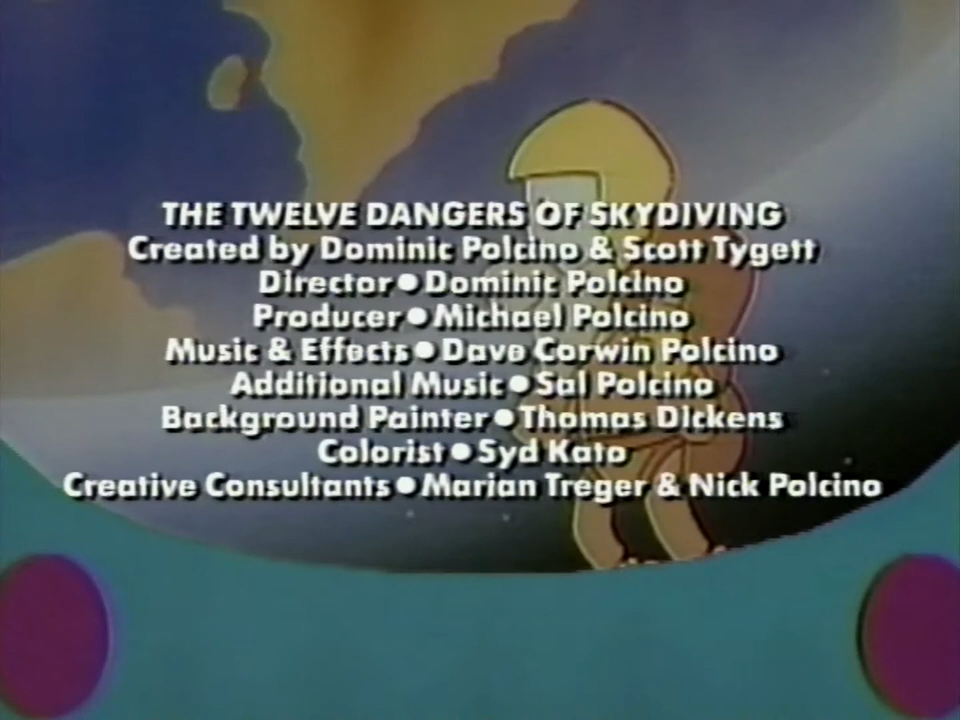 THE TWELVE DANGERS OF SKYDIVING
Created by Dominic Polcino & Scott Tygett
Director•Dominic Polcino
Producer•Michael Polcino
Music & Effects•Dave Corwin Polcino
Additional Music•Sal Polcino
Background Painter•Thomas Dickens
Colorist•Syd Kato
Creative Consultants•Marian Treger & Nick Polcino